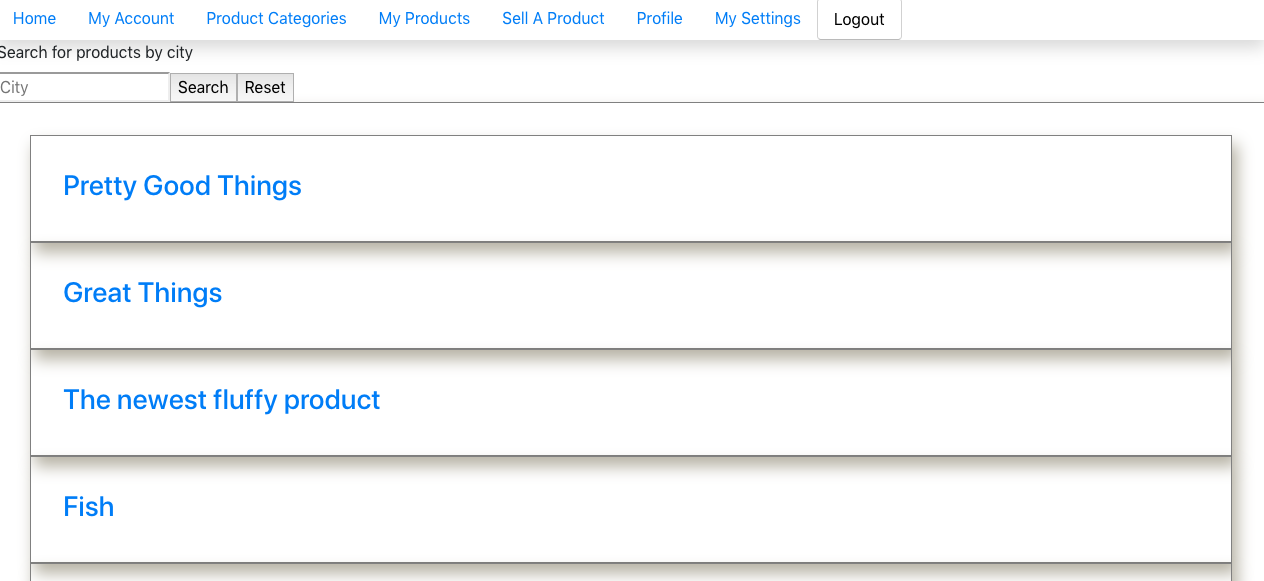 Home My Account Product Categories My Products Sell A Product Profile My Settings Logout
Search for products by city
City Search Reset
Pretty Good Things
Great Things
The newest fluffy product
Fish